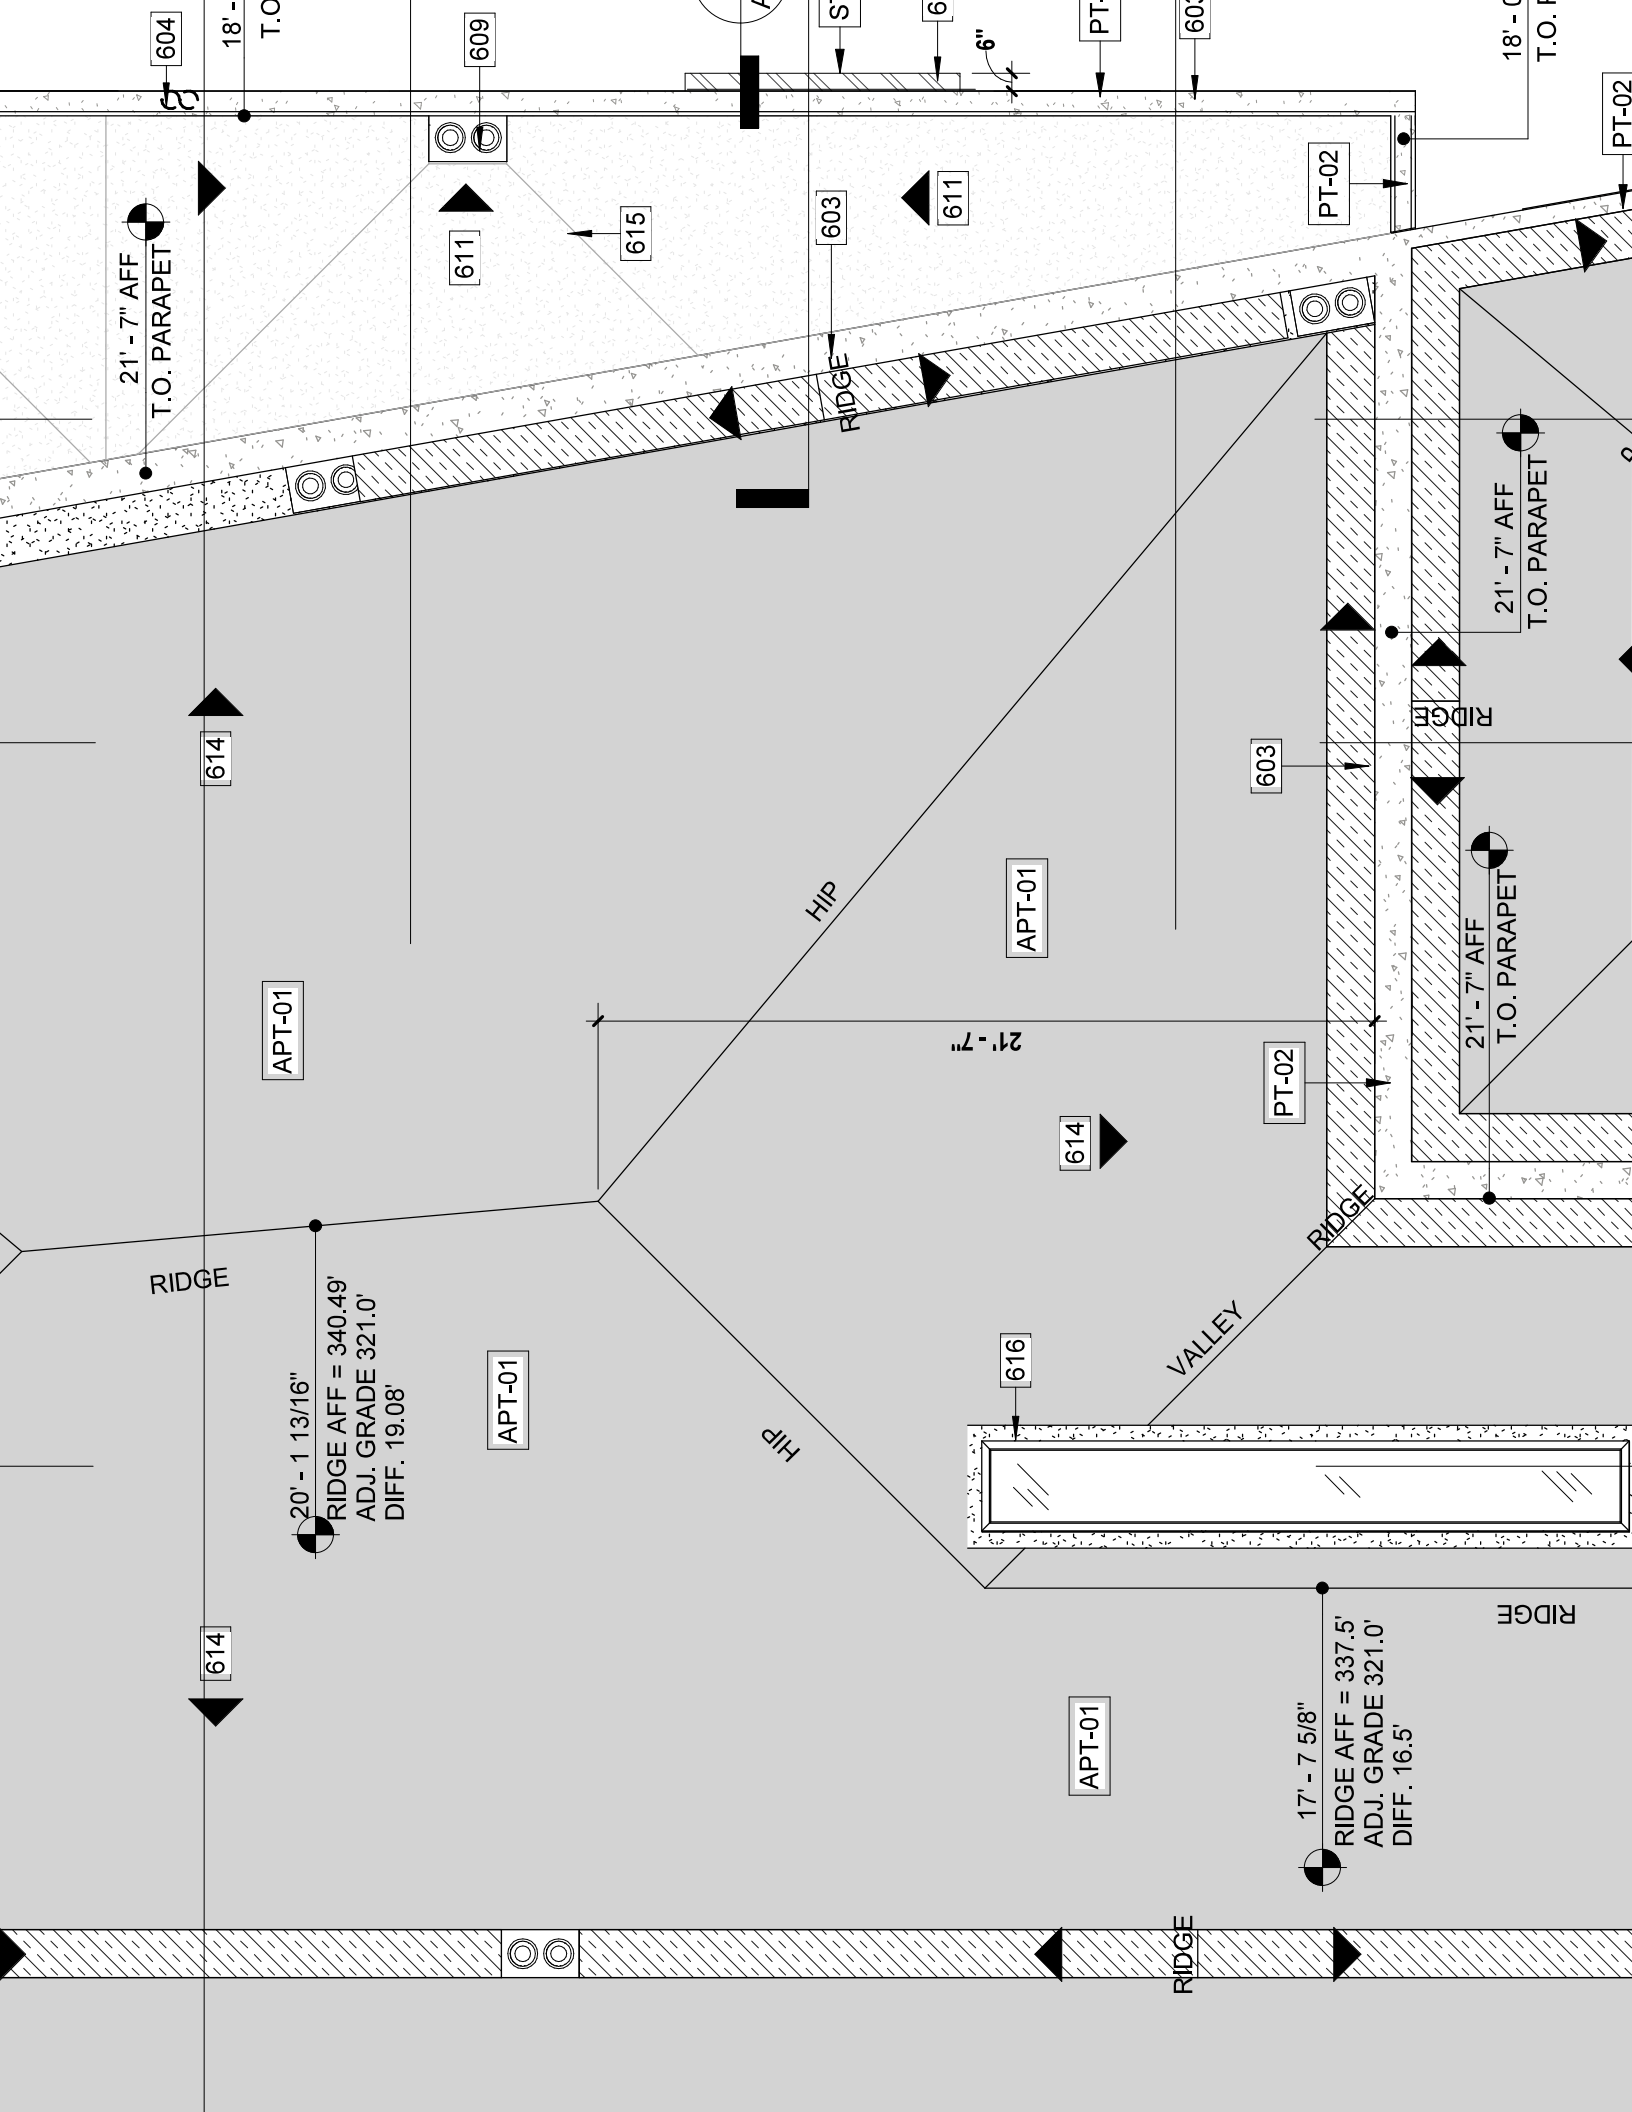 604
18' -
T.O.
609
611
615
603
611
603
PT-02
18' - 0
PT-02
21' - 7" AFF
T.O. PARAPET
RIDGE
614
603
RIDGE
21' - 7" AFF
T.O. PARAPET
HIP
APT-01
APT-01
21' - 7"
6"
PT-02
21' - 7" AFF
T.O. PARAPET
614
RIDGE
RIDGE
VALLEY
616
20' - 1 13/16"
RIDGE AFF = 340.49'
ADJ. GRADE 321.0'
DIFF. 19.08'
APT-01
HIP
614
APT-01
17' - 7 5/8"
RIDGE AFF = 337.5'
ADJ. GRADE 321.0'
DIFF. 16.5'
RIDGE
RIDGE